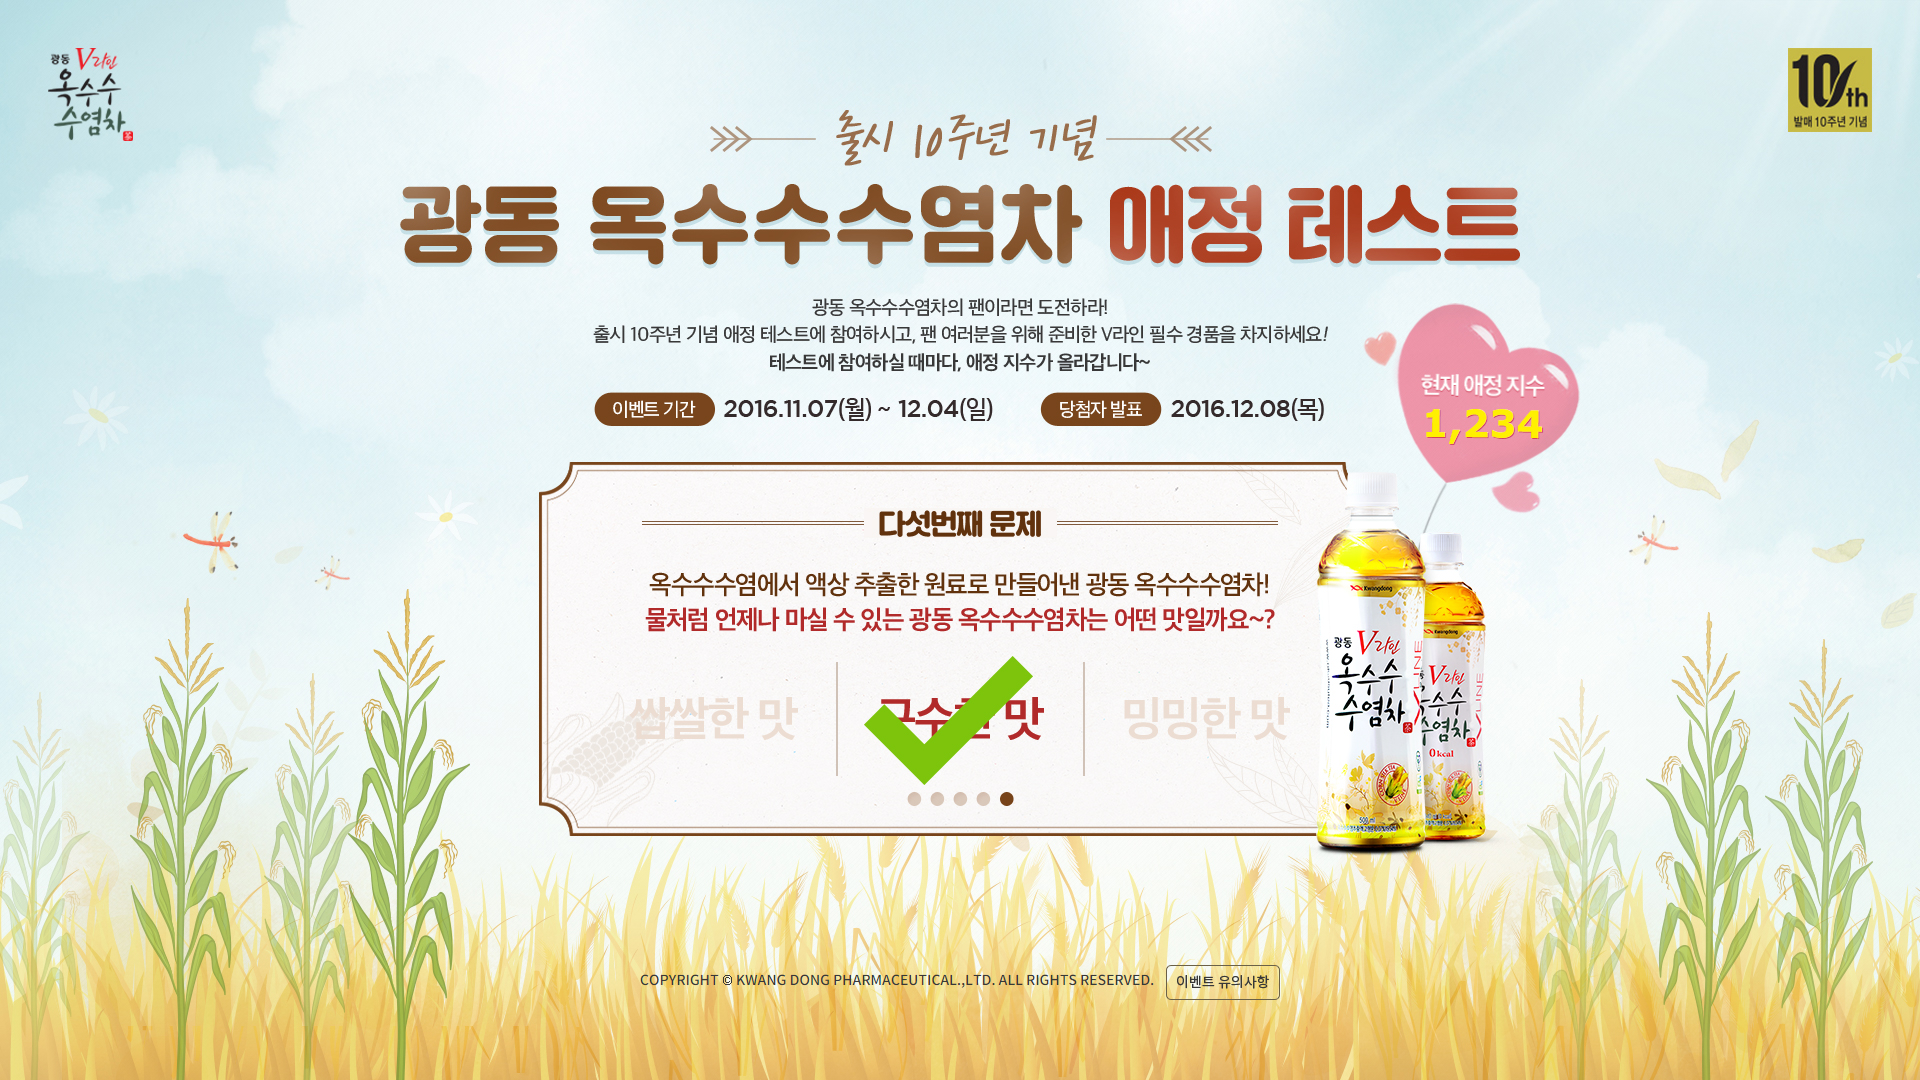 광동 V라인
옥수수
수염차
茶
10th
발매 10주년 기념
출시 10주년 기념
광동 옥수수수염차 애정 테스트
광동 옥수수수염차의 팬이라면 도전하라!
출시 10주년 기념 애정 테스트에 참여하시고, 팬 여러분을 위해 준비한 V라인 필수 경품을 차지하세요!
테스트에 참여하실 때마다, 애정 지수가 올라갑니다~
이벤트 기간 2016.11.07(월) ~ 12.04(일) 당첨자 발표 2016.12.08(목)
현재 애정 지수
1,234
다섯번째 문제
옥수수수염에서 액상 추출한 원료로 만들어낸 광동 옥수수수염차!
물처럼 언제나 마실 수 있는 광동 옥수수수염차는 어떤 맛일까요~?
쌉쌀한 맛
구수한 맛
밍밍한 맛
Kwangdong
광동 V라인
옥수수
수염차
500 ml
Kwangdong
V라인
수수
수염차
0 kcal
COPYRIGHT © KWANG DONG PHARMACEUTICAL.,LTD. ALL RIGHTS RESERVED.
이벤트 유의사항